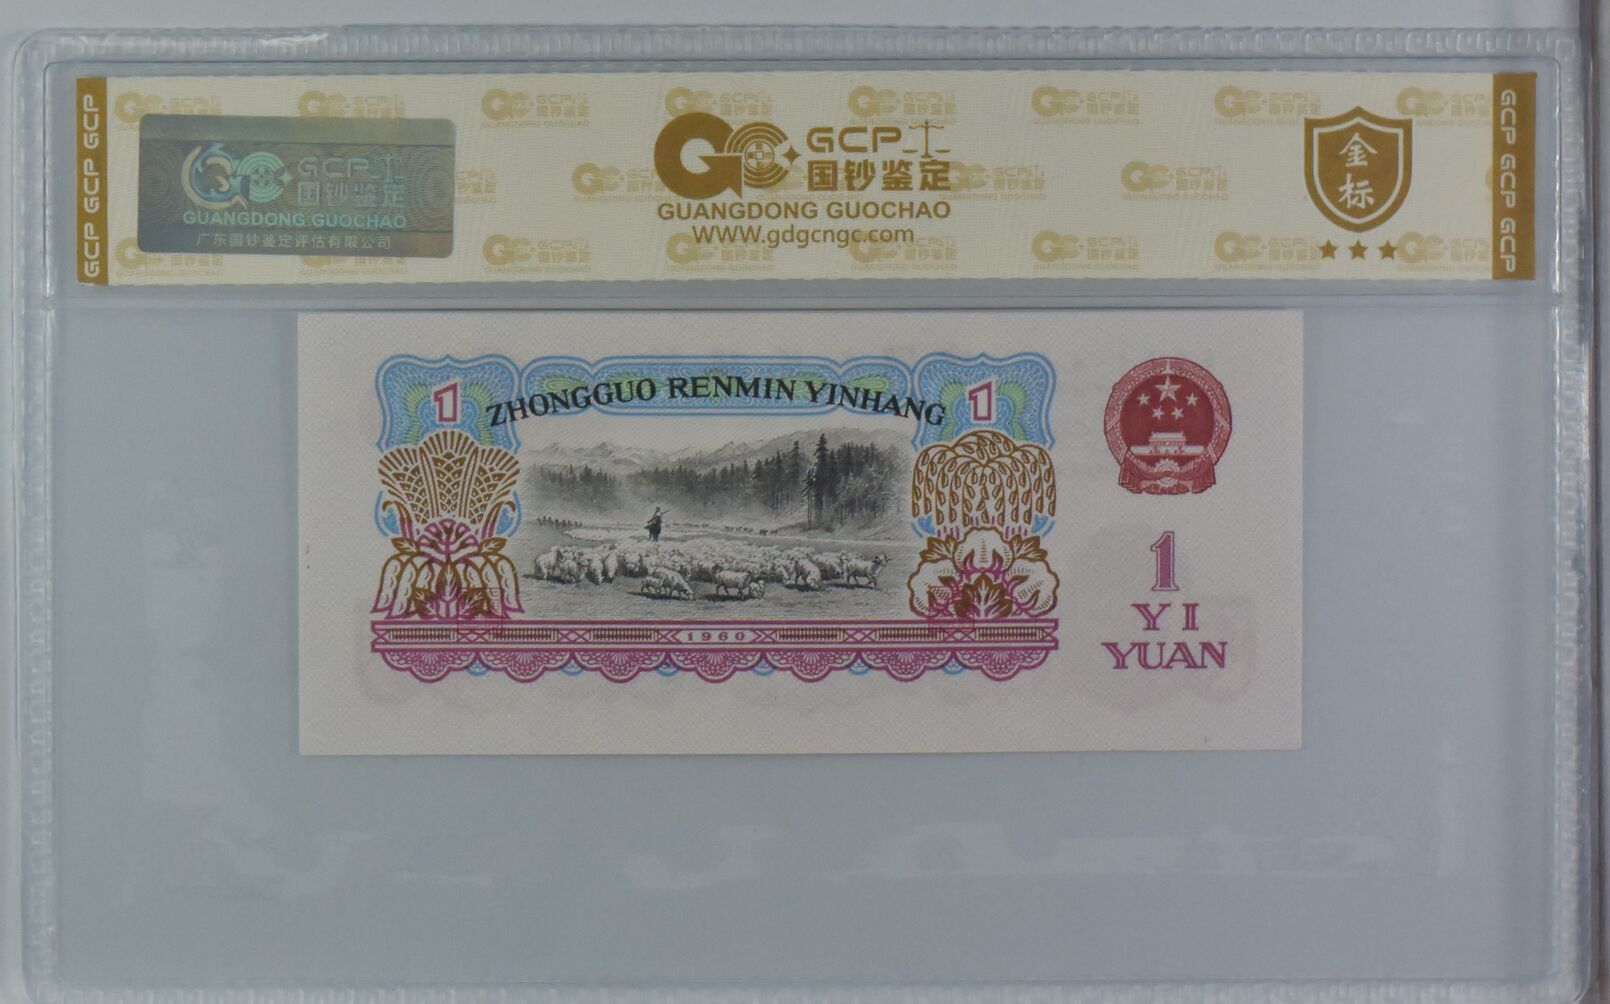 GCP GCP GCP
GCP
国钞鉴定
GUANGDONG GUOCHAO
广东国钞鉴定评估有限公司
GCP
国钞鉴定
GUANGDONG GUOCHAO
WWW.gdgcngc.com
金标
GCP GCP GCP
1
ZHONGGUO RENMIN YINHANG
1
1960
1
YI
YUAN